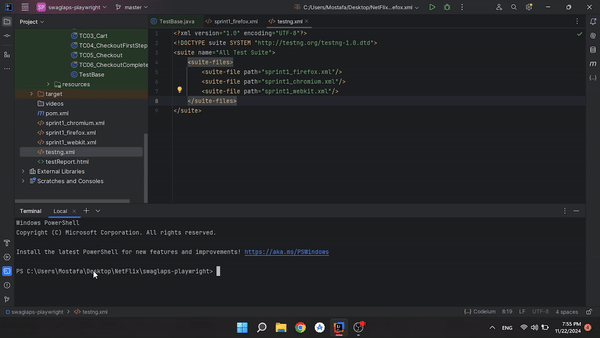 SP swaglaps-playwright master C:/Users/Mostafa/Desktop/NetFlix/swa...efox.xml
Project
TestBase.java sprint1_firefox.xml testng.xml
TC03_Cart
TC04_CheckoutFirstStep
TC05_Checkout
TC06_CheckoutComplete
TestBase
resources
target
videos
pom.xml
sprint1_chromium.xml
sprint1_firefox.xml
sprint1_webkit.xml
testng.xml
testReport.html
External Libraries
Scratches and Consoles
1 <?xml version="1.0" encoding="UTF-8"?>
2 <!DOCTYPE suite SYSTEM "http://testng.org/testng-1.0.dtd">
3 <suite name="All Test Suite">
4 <suite-files>
5 <suite-file path="sprint1_firefox.xml"/>
6 <suite-file path="sprint1_chromium.xml"/>
7 <suite-file path="sprint1_webkit.xml"/>
8 </suite-files>
9 </suite>
Terminal Local
Windows PowerShell
Copyright (C) Microsoft Corporation. All rights reserved.
Install the latest PowerShell for new features and improvements! https://aka.ms/PSWindows
PS C:\Users\Mostafa\Desktop\NetFlix\swaglaps-playwright>
swaglaps-playwright > testng.xml
{...} Codeium 8:19 LF UTF-8 4 spaces
ENG 7:55 PM
11/22/2024